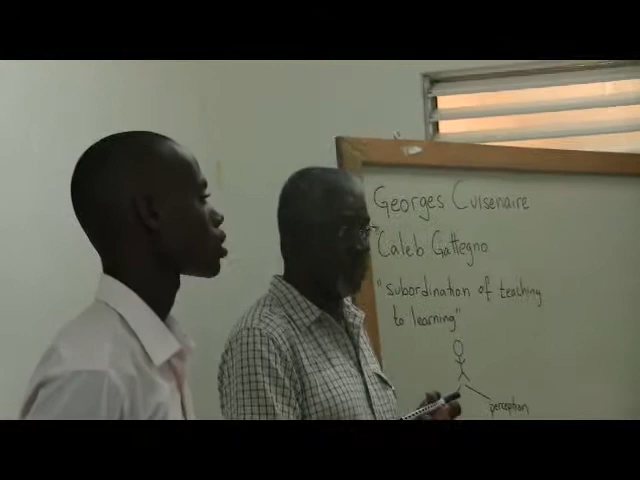 Georges Cuisenaire
Caleb Gattegno
"subordination of teaching
to learning"
perception